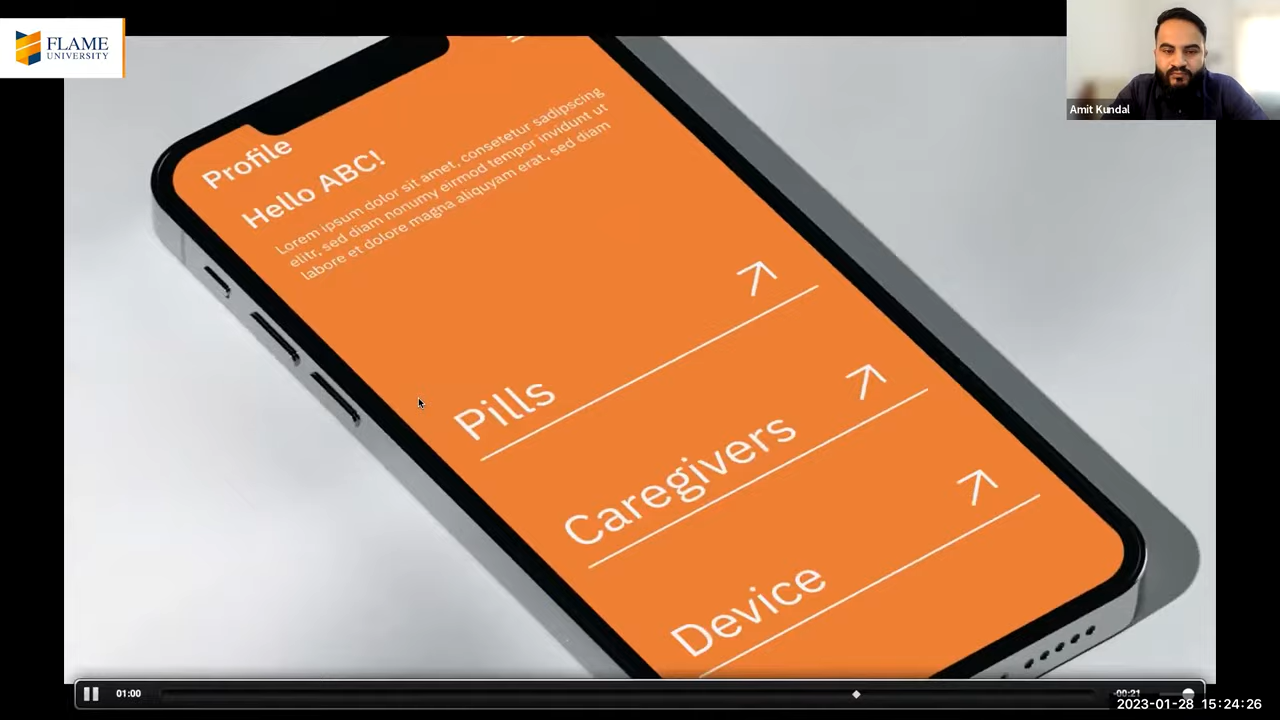 FLAME
UNIVERSITY
Amit Kundal
Profile
Hello ABC!
Lorem ipsum dolor sit amet, consetetur sadipscing
elitr, sed diam nonumy eirmod tempor invidunt ut
labore et dolore magna aliquyam erat, sed diam
Pills
Caregivers
Device
01:00
-00:21
2023-01-28 15:24:26